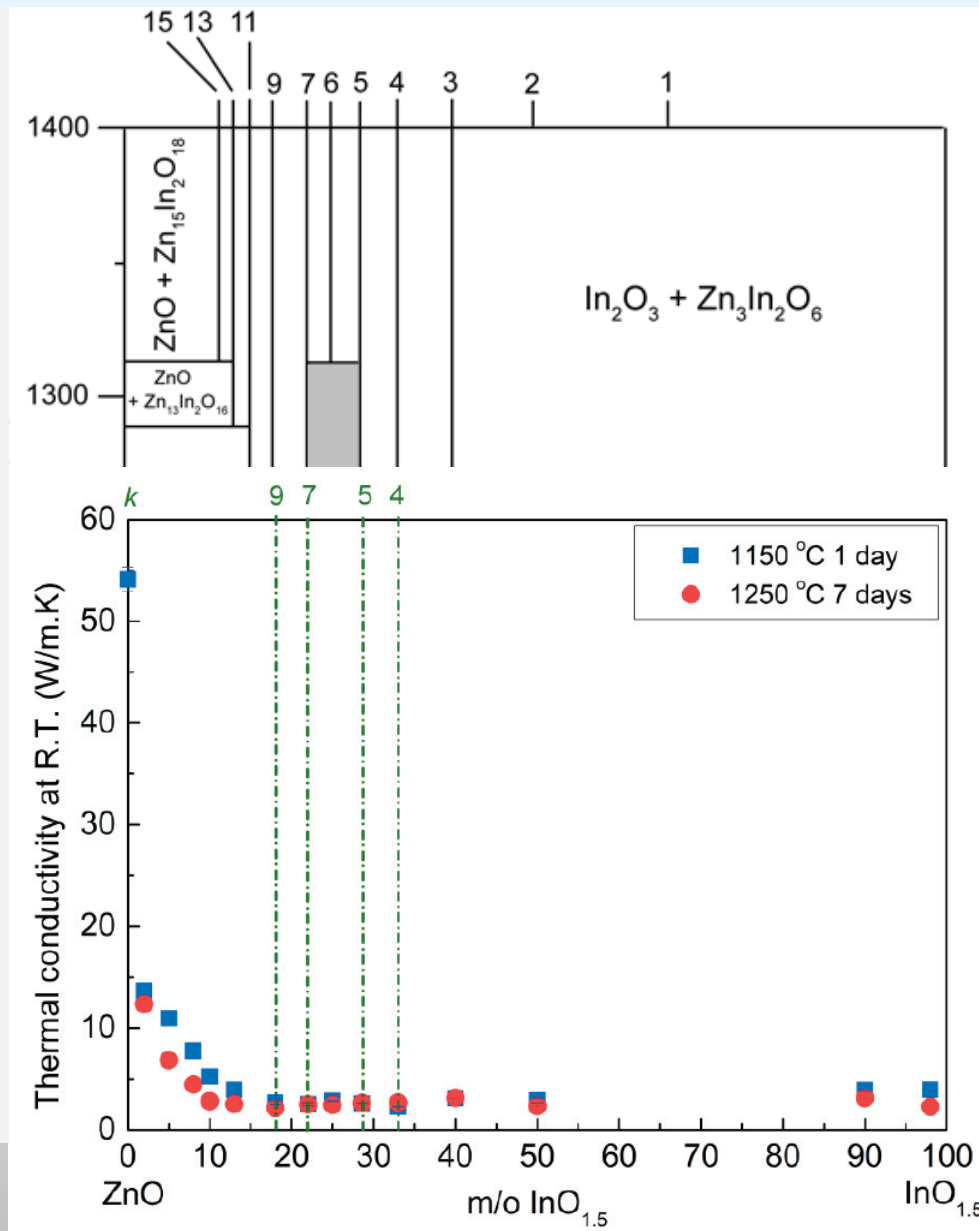 15 13 11
9 7 6 5 4 3 2 1
1400
ZnO + Zn₁₅In₂O₁₈
In₂O₃ + Zn₃In₂O₆
ZnO
+ Zn₁₃In₂O₁₆
1300
k 9 7 5 4
60
1150 °C 1 day
1250 °C 7 days
50
40
30
20
10
0
Thermal conductivity at R.T. (W/m.K)
0 10 20 30 40 50 60 70 80 90 100
ZnO m/o InO₁.₅ InO₁.₅